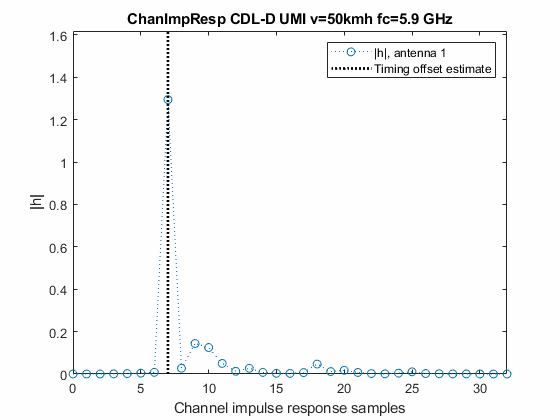 ChanImpResp CDL-D UMI v=50kmh fc=5.9 GHz
|h|, antenna 1
Timing offset estimate
1.6
1.4
1.2
1
0.8
0.6
0.4
0.2
0
|h|
0 5 10 15 20 25 30
Channel impulse response samples